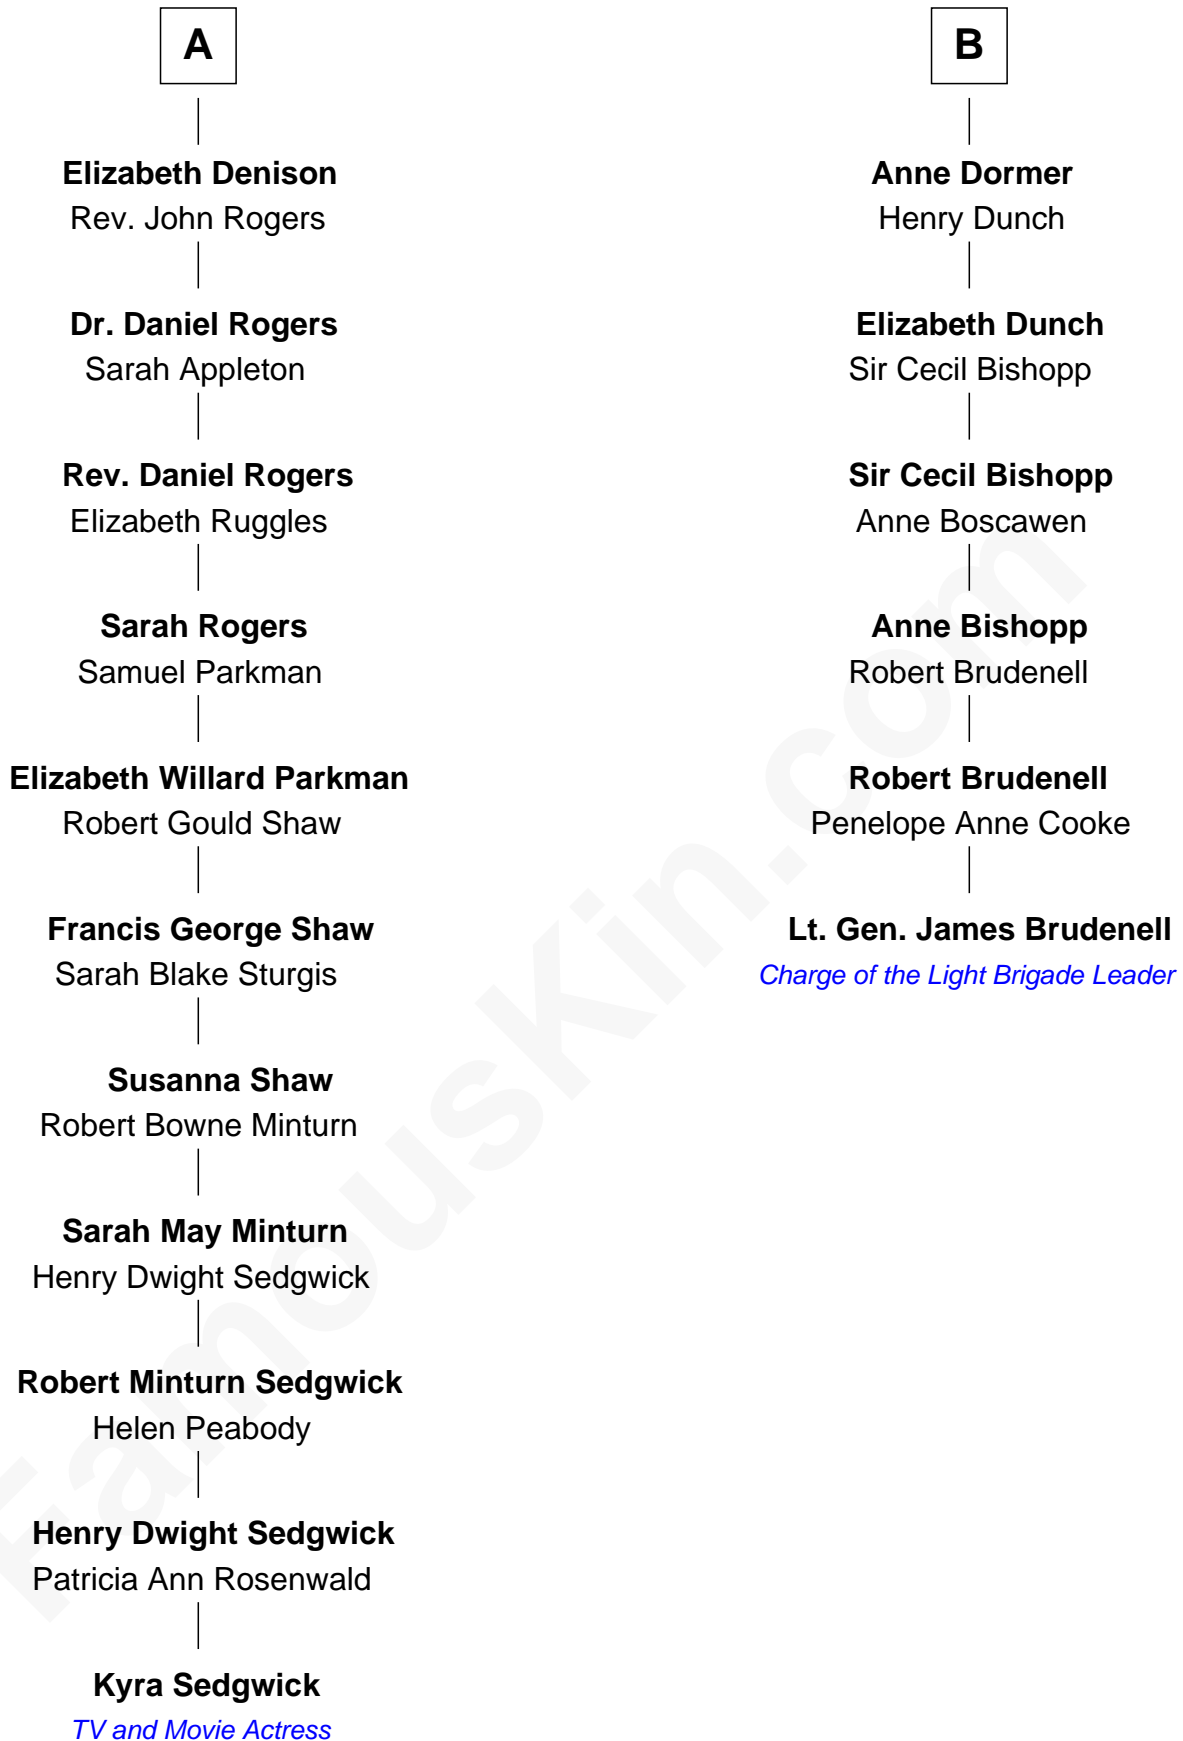 A
Elizabeth Denison
Rev. John Rogers
Dr. Daniel Rogers
Sarah Appleton
Rev. Daniel Rogers
Elizabeth Ruggles
Sarah Rogers
Samuel Parkman
Elizabeth Willard Parkman
Robert Gould Shaw
Francis George Shaw
Sarah Blake Sturgis
Susanna Shaw
Robert Bowne Minturn
Sarah May Minturn
Henry Dwight Sedgwick
Robert Minturn Sedgwick
Helen Peabody
Henry Dwight Sedgwick
Patricia Ann Rosenwald
Kyra Sedgwick
TV and Movie Actress
B
Anne Dormer
Henry Dunch
Elizabeth Dunch
Sir Cecil Bishopp
Sir Cecil Bishopp
Anne Boscawen
Anne Bishopp
Robert Brudenell
Robert Brudenell
Penelope Anne Cooke
Lt. Gen. James Brudenell
Charge of the Light Brigade Leader
FamousKin.com